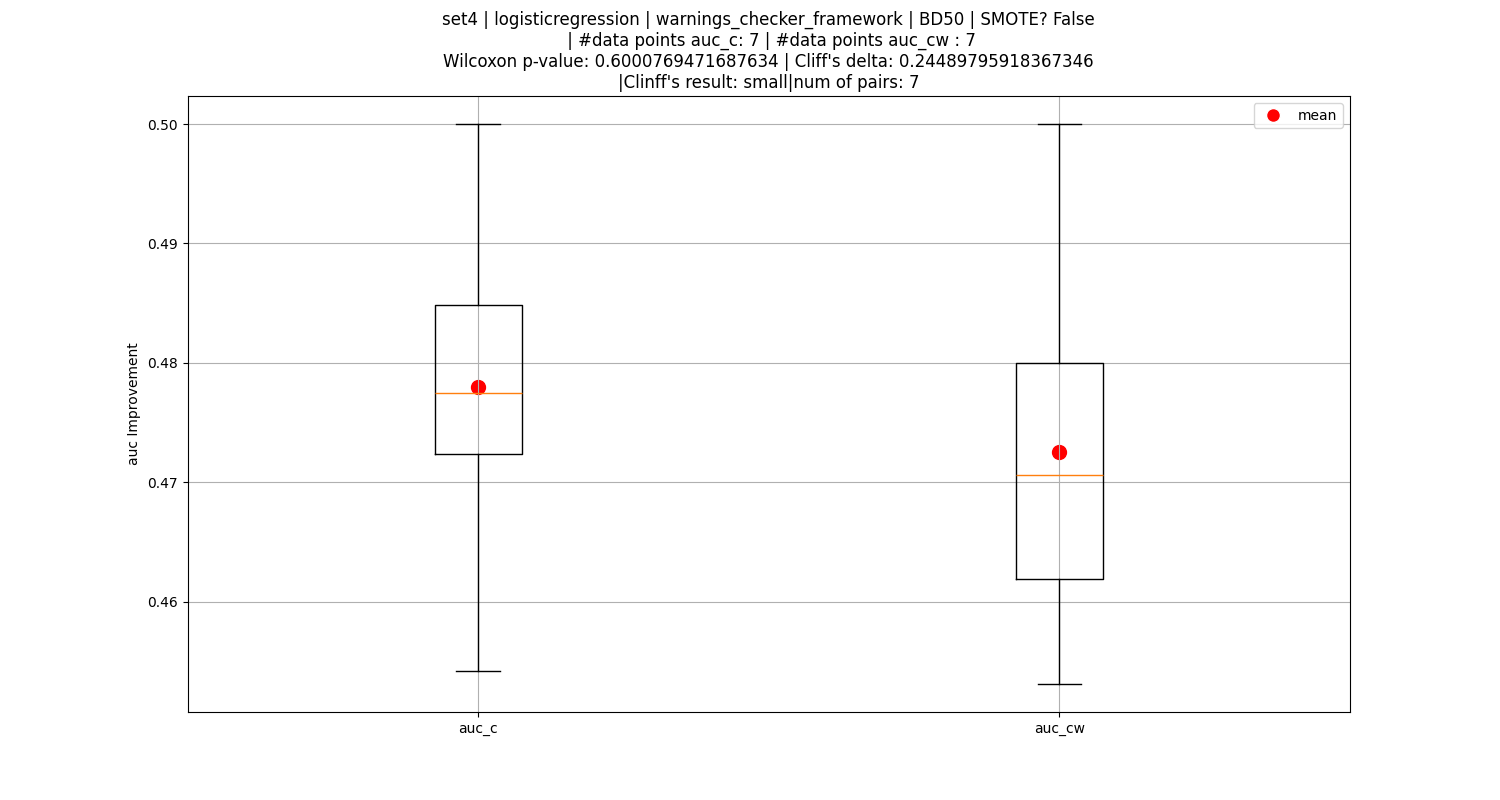 set4 | logisticregression | warnings_checker_framework | BD50 | SMOTE? False
| #data points auc_c: 7 | #data points auc_cw : 7
Wilcoxon p-value: 0.6000769471687634 | Cliff's delta: 0.24489795918367346
|Clinff's result: small|num of pairs: 7
mean
0.50
0.49
0.48
0.47
0.46
auc Improvement
auc_c
auc_cw